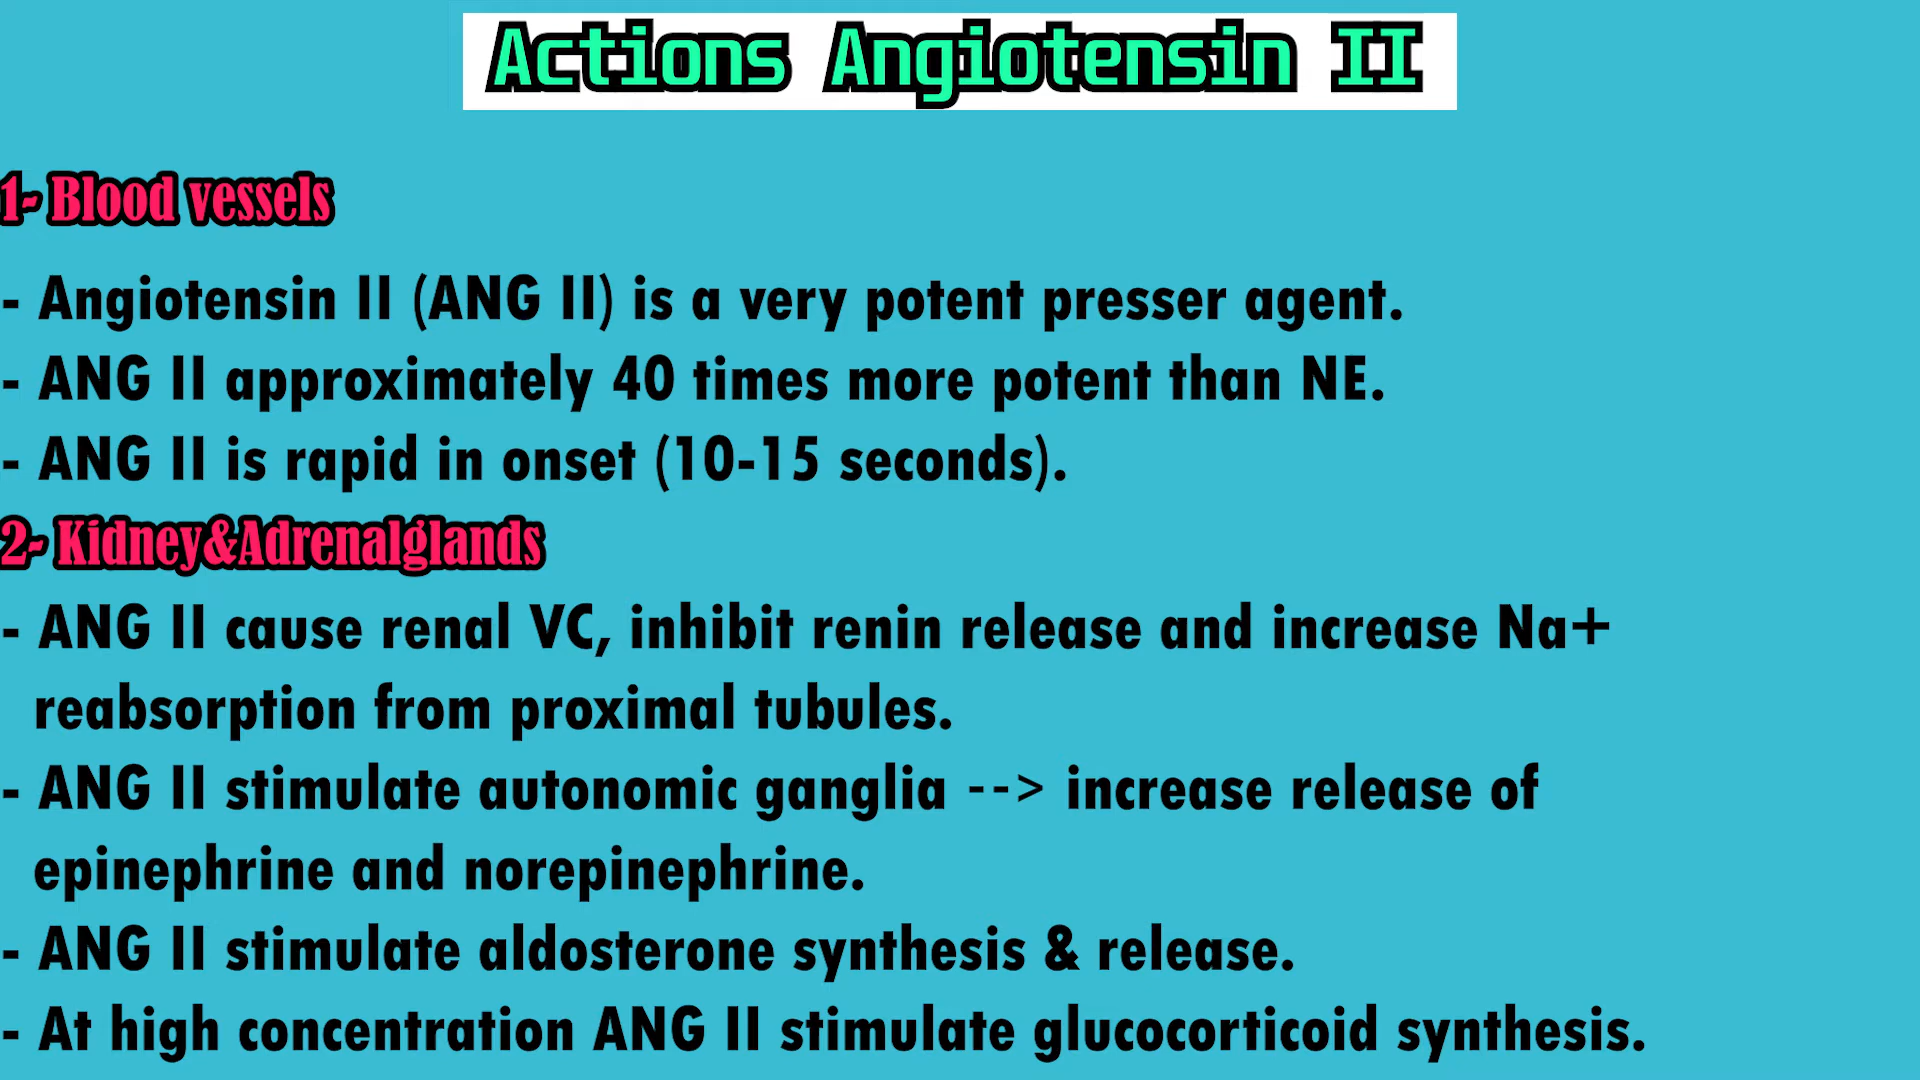 Actions Angiotensin II
1- Blood vessels
- Angiotensin II (ANG II) is a very potent presser agent.
- ANG II approximately 40 times more potent than NE.
- ANG II is rapid in onset (10-15 seconds).
2- Kidney&Adrenalglands
- ANG II cause renal VC, inhibit renin release and increase Na+
reabsorption from proximal tubules.
- ANG II stimulate autonomic ganglia --> increase release of
epinephrine and norepinephrine.
- ANG II stimulate aldosterone synthesis & release.
- At high concentration ANG II stimulate glucocorticoid synthesis.